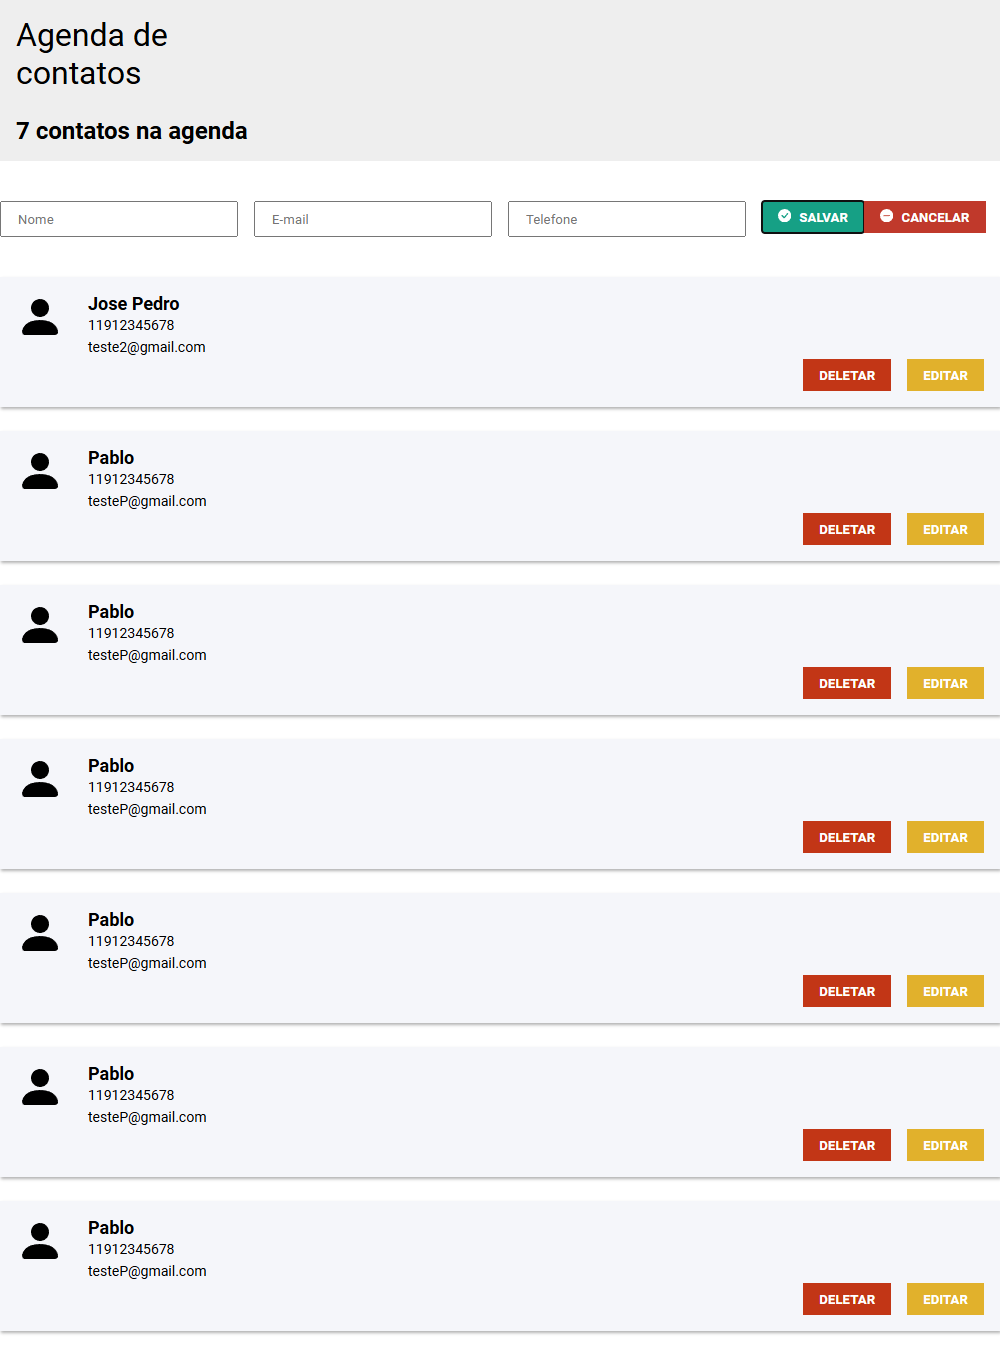 Agenda de
contatos
7 contatos na agenda
Nome E-mail Telefone SALVAR CANCELAR
Jose Pedro
11912345678
teste2@gmail.com
DELETAR EDITAR
Pablo
11912345678
testeP@gmail.com
DELETAR EDITAR
Pablo
11912345678
testeP@gmail.com
DELETAR EDITAR
Pablo
11912345678
testeP@gmail.com
DELETAR EDITAR
Pablo
11912345678
testeP@gmail.com
DELETAR EDITAR
Pablo
11912345678
testeP@gmail.com
DELETAR EDITAR
Pablo
11912345678
testeP@gmail.com
DELETAR EDITAR